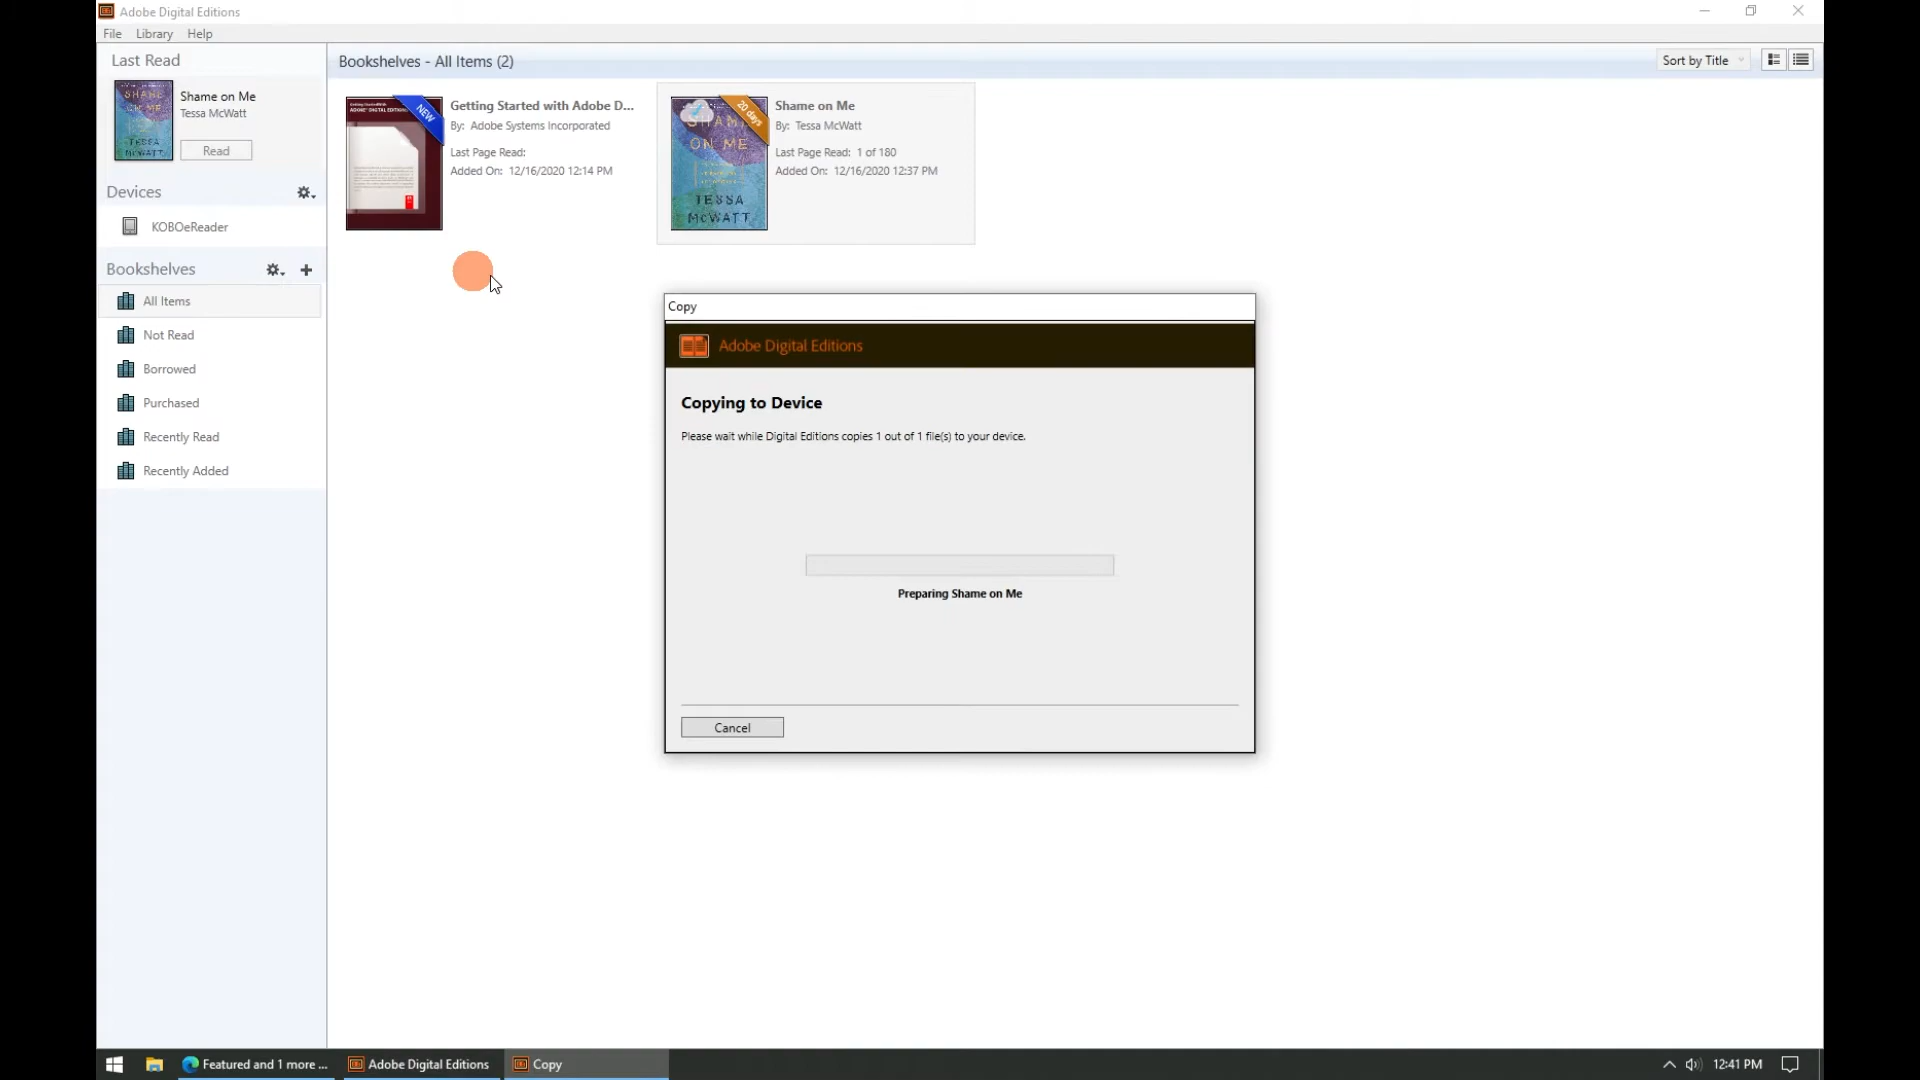 Adobe Digital Editions
File Library Help
Last Read
Shame on Me
Tessa McWatt
Read
Devices
KOBOeReader
Bookshelves
All Items
Not Read
Borrowed
Purchased
Recently Read
Recently Added
Bookshelves - All Items (2)
Sort by Title
NEW
Getting Started with Adobe D...
By: Adobe Systems Incorporated
Last Page Read:
Added On: 12/16/2020 12:14 PM
20 days
SHAME
ON ME
TESSA
McWATT
Shame on Me
By: Tessa McWatt
Last Page Read: 1 of 180
Added On: 12/16/2020 12:37 PM
Copy
Adobe Digital Editions
Copying to Device
Please wait while Digital Editions copies 1 out of 1 file(s) to your device.
Preparing Shame on Me
Cancel
Featured and 1 more ...
Adobe Digital Editions
Copy
12:41 PM